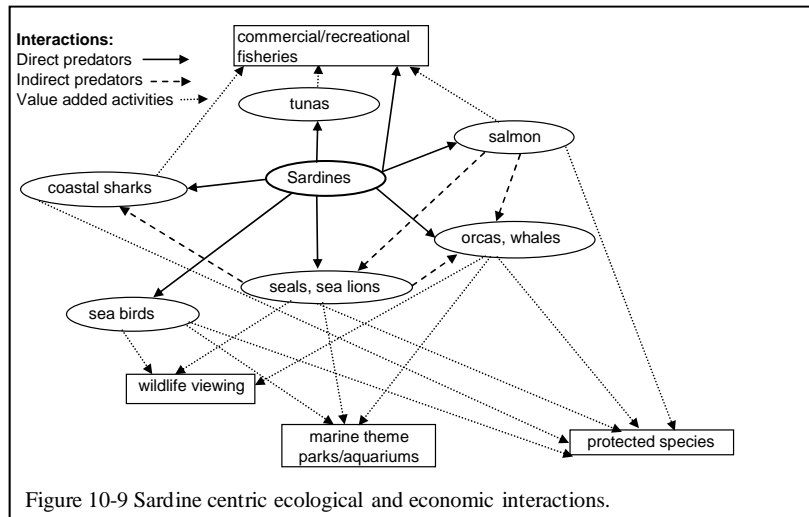 Interactions:
Direct predators
Indirect predators
Value added activities
commercial/recreational
fisheries
tunas
salmon
Sardines
coastal sharks
orcas, whales
seals, sea lions
sea birds
wildlife viewing
marine theme
parks/aquariums
protected species
Figure 10-9 Sardine centric ecological and economic interactions.